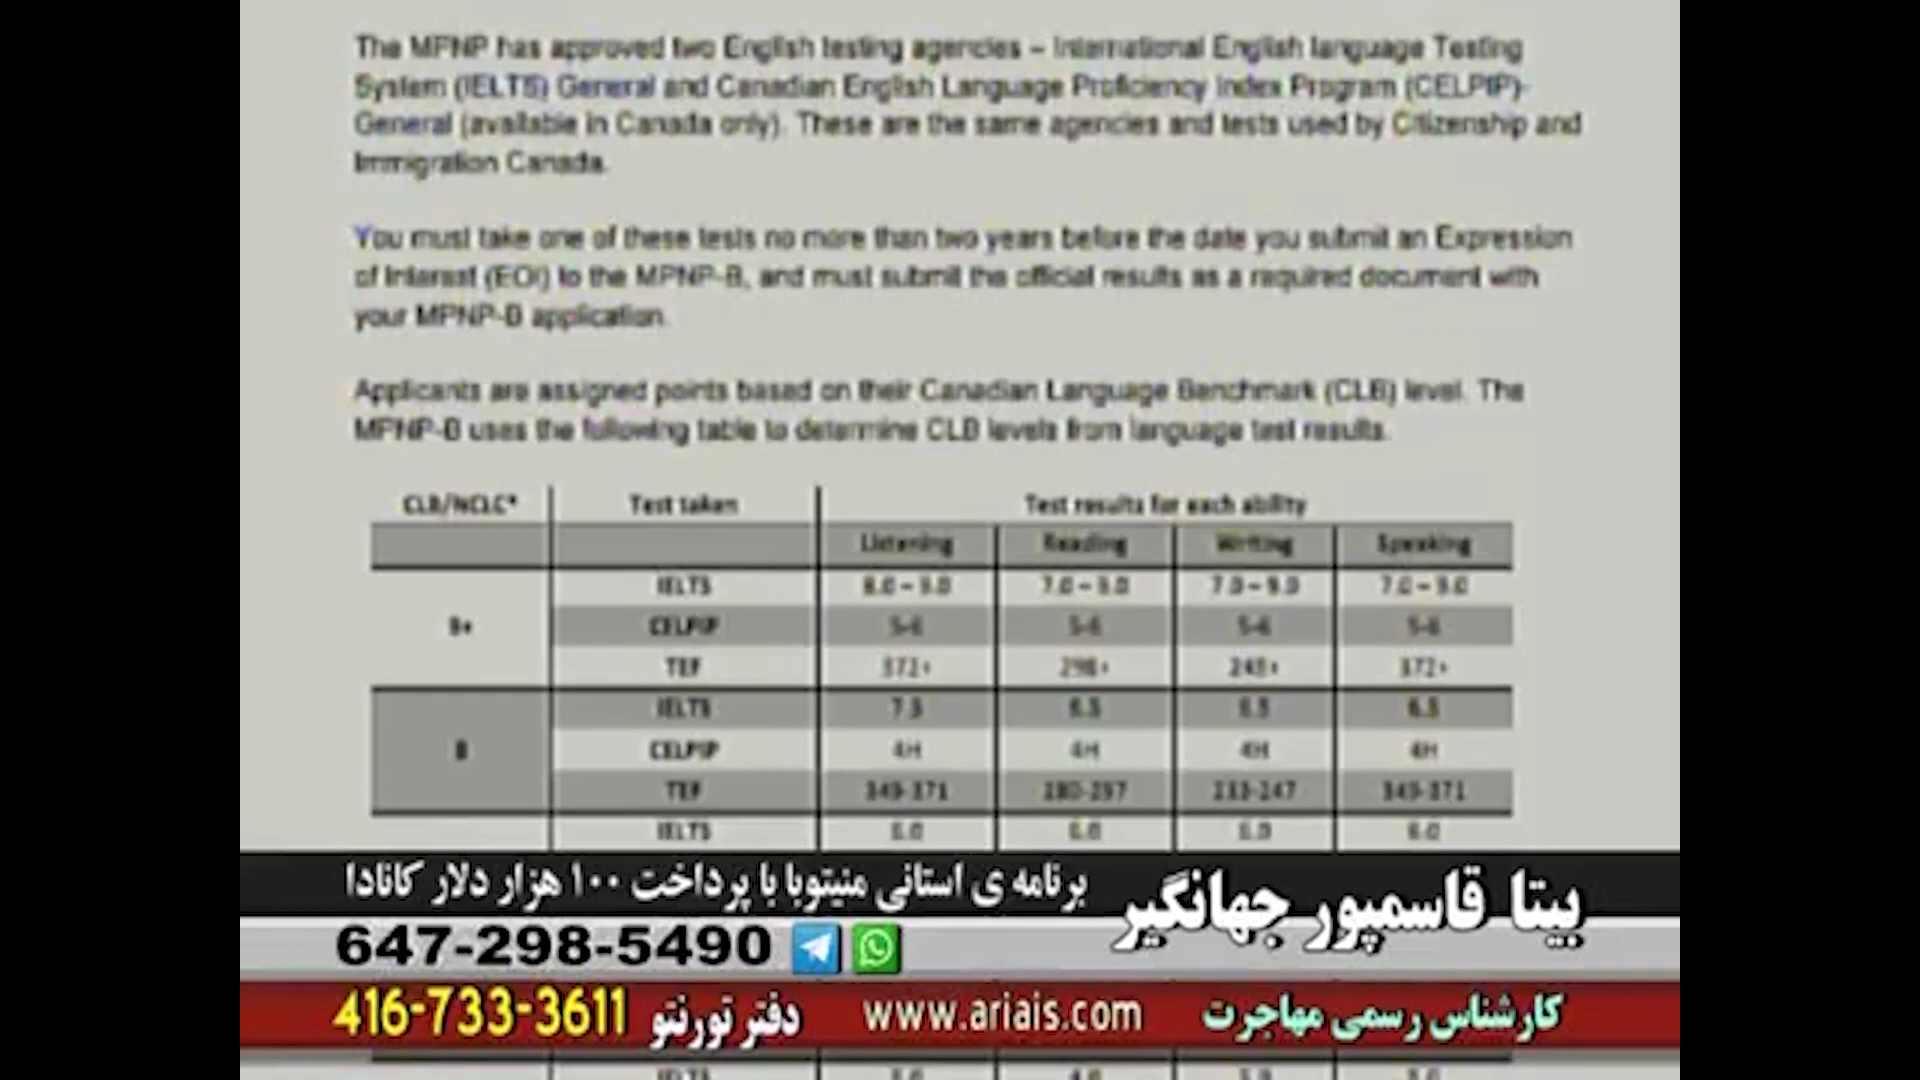 The MPNP has approved two English testing agencies – International English language Testing
System (IELTS) General and Canadian English Language Proficiency Index Program (CELPIP)-
General (available in Canada only). These are the same agencies and tests used by Citizenship and
Immigration Canada.
You must take one of these tests no more than two years before the date you submit an Expression
of Interest (EOI) to the MPNP-B, and must submit the official results as a required document with
your MPNP-B application.
Applicants are assigned points based on their Canadian Language Benchmark (CLB) level. The
MPNP-B uses the following table to determine CLB levels from language test results.
CLB/NCLC* Test taken Test results for each ability
Listening Reading Writing Speaking
IELTS 8.0 – 9.0 7.0 – 9.0 7.0 – 9.0 7.0 – 9.0
CELPIP 5-6 5-6 5-6 5-6
TEF 372+ 298+ 248+ 372+
IELTS 7.5 6.5 6.5 6.5
8 CELPIP 4H 4H 4H 4H
TEF 349-371 280-297 233-247 349-371
IELTS 6.0 6.0 6.0 6.0
بیتا قاسمپور جهانگیر
برنامه ی استانی منیتوبا با پرداخت ۱۰۰ هزار دلار کانادا
647-298-5490
کارشناس رسمی مهاجرت www.ariais.com دفتر تورنتو 416-733-3611
IELTS